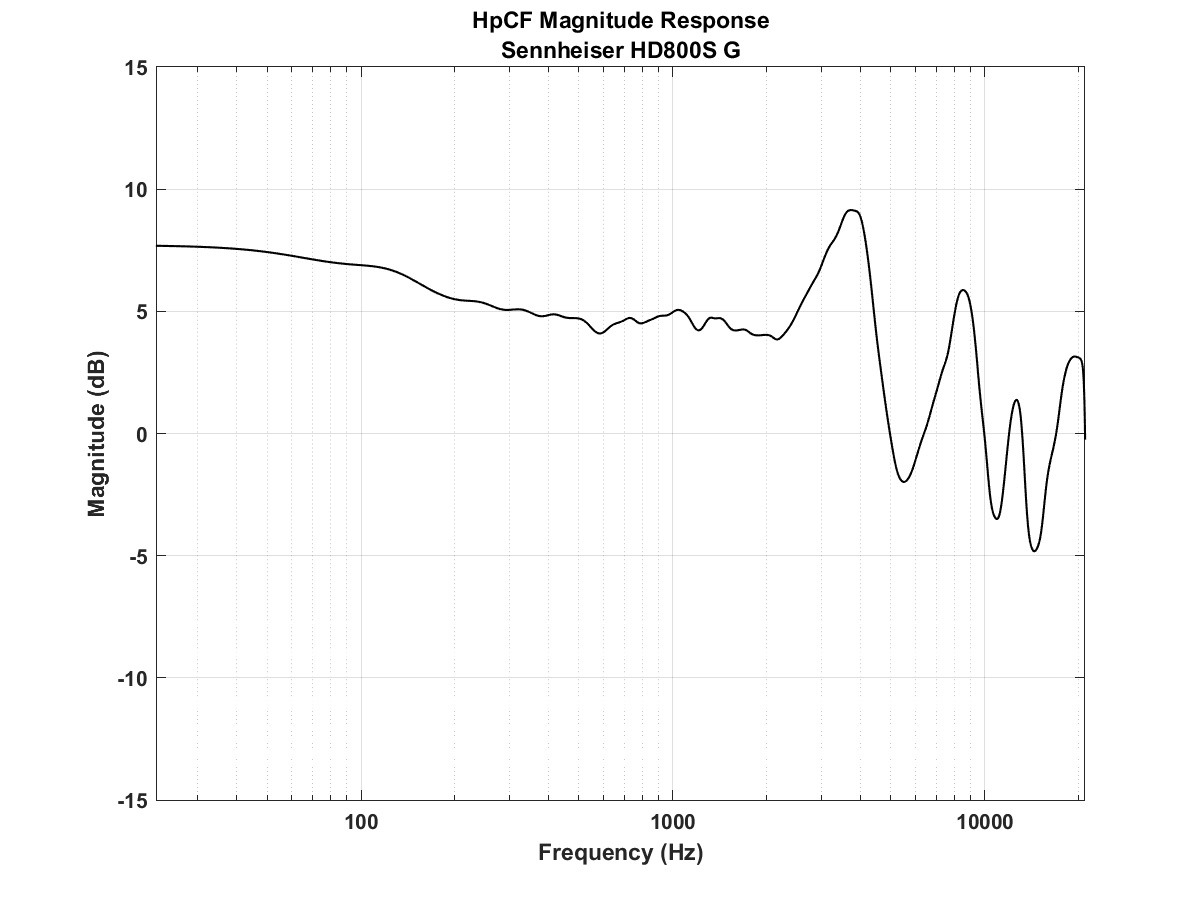 HpCF Magnitude Response
Sennheiser HD800S G
15
10
5
0
-5
-10
-15
Magnitude (dB)
100
1000
10000
Frequency (Hz)